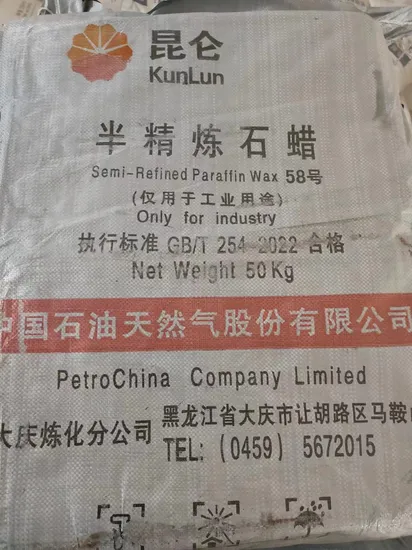 昆仑
KunLun
半精炼石蜡
Semi-Refined Paraffin Wax 58号
(仅用于工业用途)
Only for industry
执行标准 GB/T 254-2022 合格
Net Weight 50Kg
中国石油天然气股份有限公司
PetroChina Company Limited
大庆炼化分公司
黑龙江省大庆市让胡路区马鞍山
TEL: (0459) 5672015